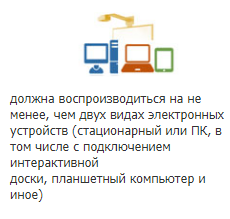 должна воспроизводиться на не
менее, чем двух видах электронных
устройств (стационарный или ПК, в
том числе с подключением
интерактивной
доски, планшетный компьютер и
иное)